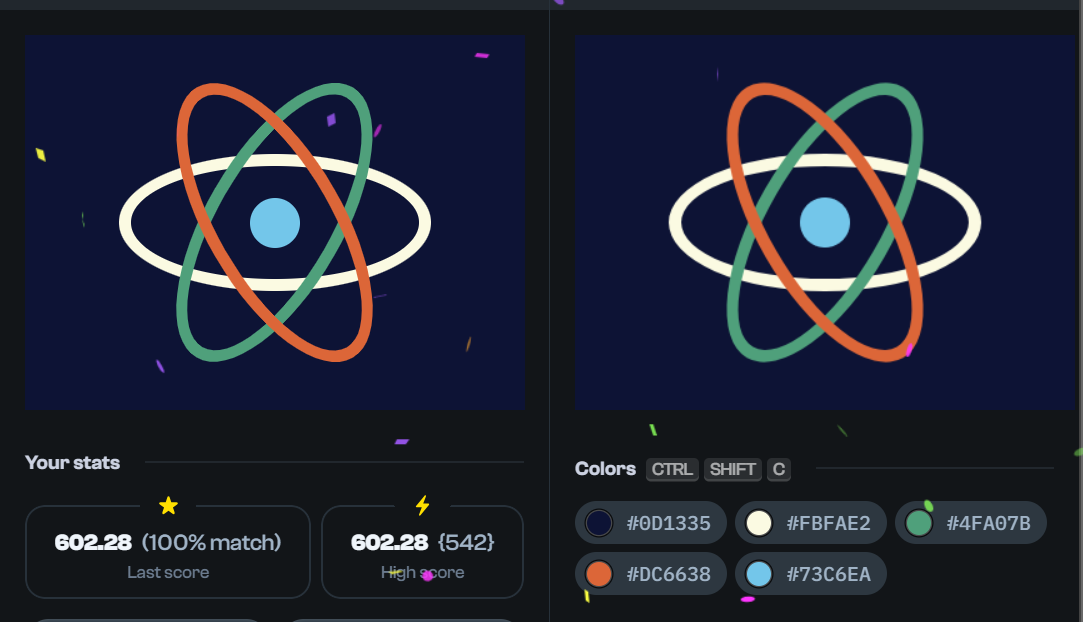 Your stats
602.28 (100% match)
Last score
602.28 {542}
High score
Colors CTRL SHIFT C
#0D1335
#FBFAE2
#4FA07B
#DC6638
#73C6EA